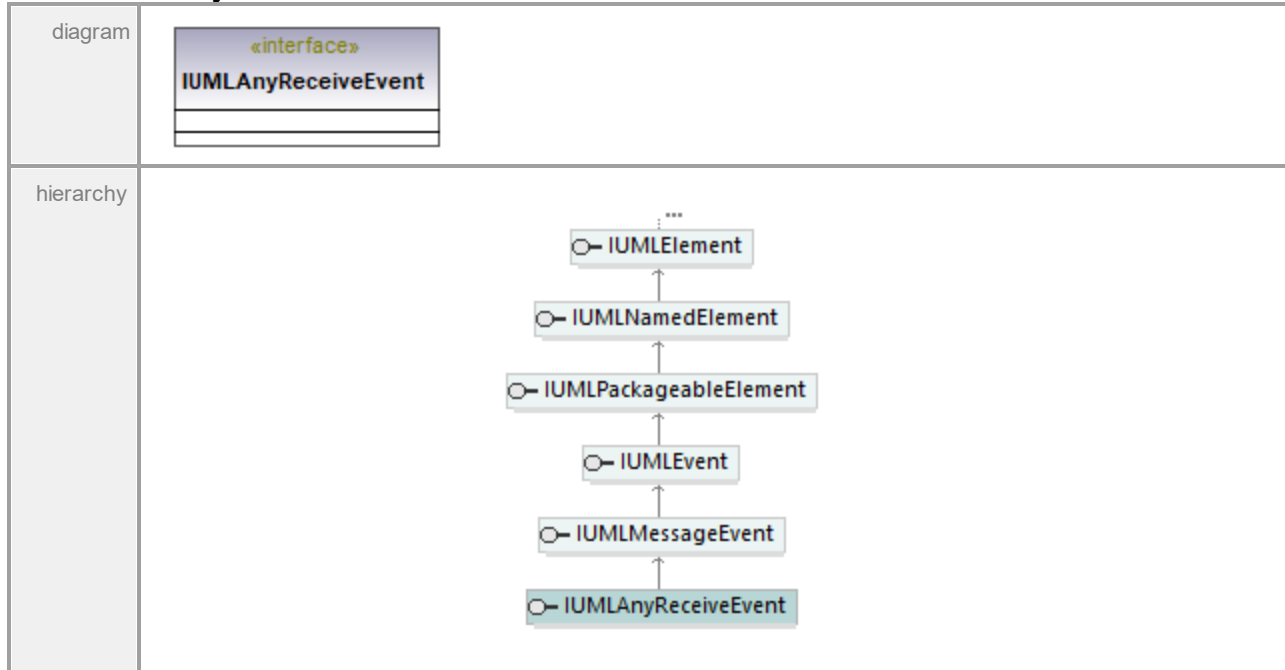 diagram
«interface»
IUMLAnyReceiveEvent
hierarchy
...
IUMLElement
IUMLNamedElement
IUMLPackageableElement
IUMLEvent
IUMLMessageEvent
IUMLAnyReceiveEvent